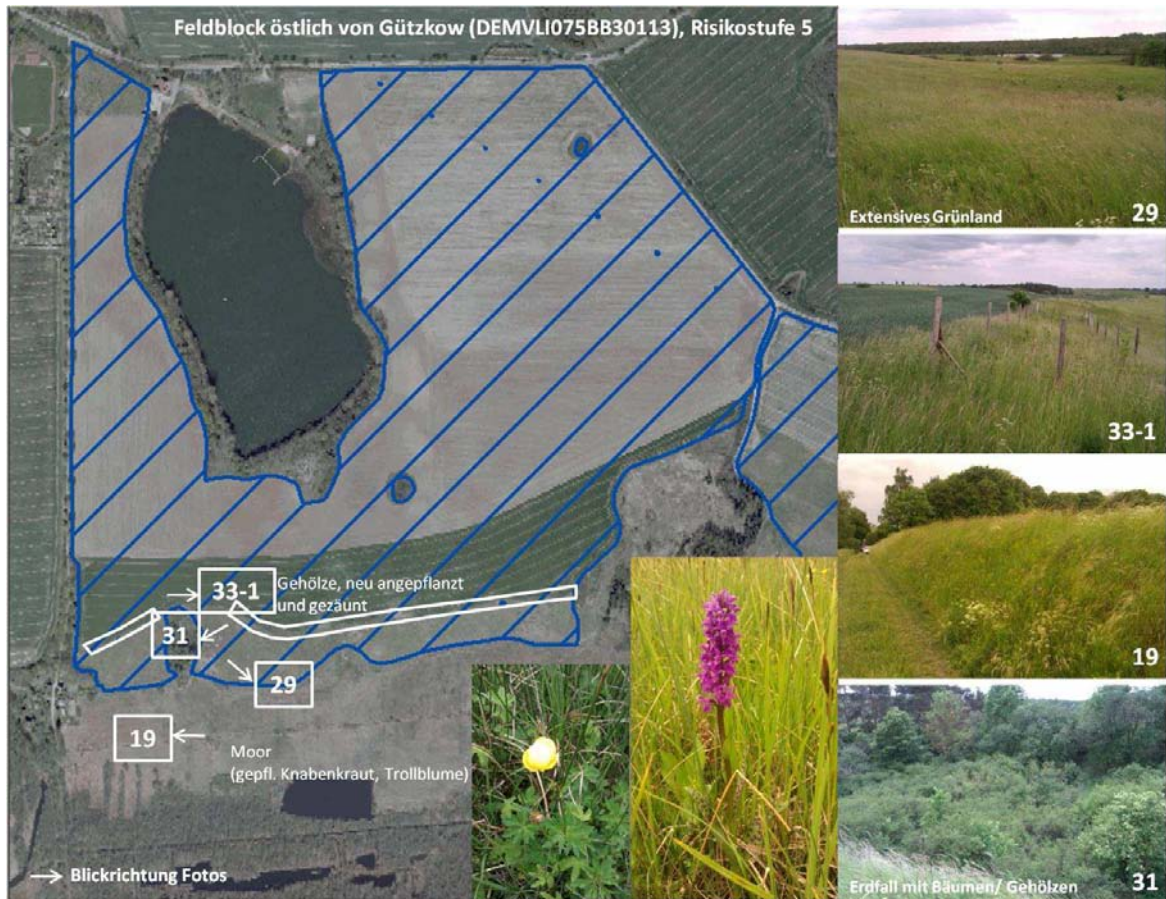 Feldblock östlich von Gützkow (DEMVLI075BB30113), Risikostufe 5
Extensives Grünland
29
33-1
19
Erdfall mit Bäumen/ Gehölzen
31
33-1
Gehölze, neu angepflanzt
und gezäunt
31
29
19
Moor
(gepfl. Knabenkraut, Trollblume)
Blickrichtung Fotos